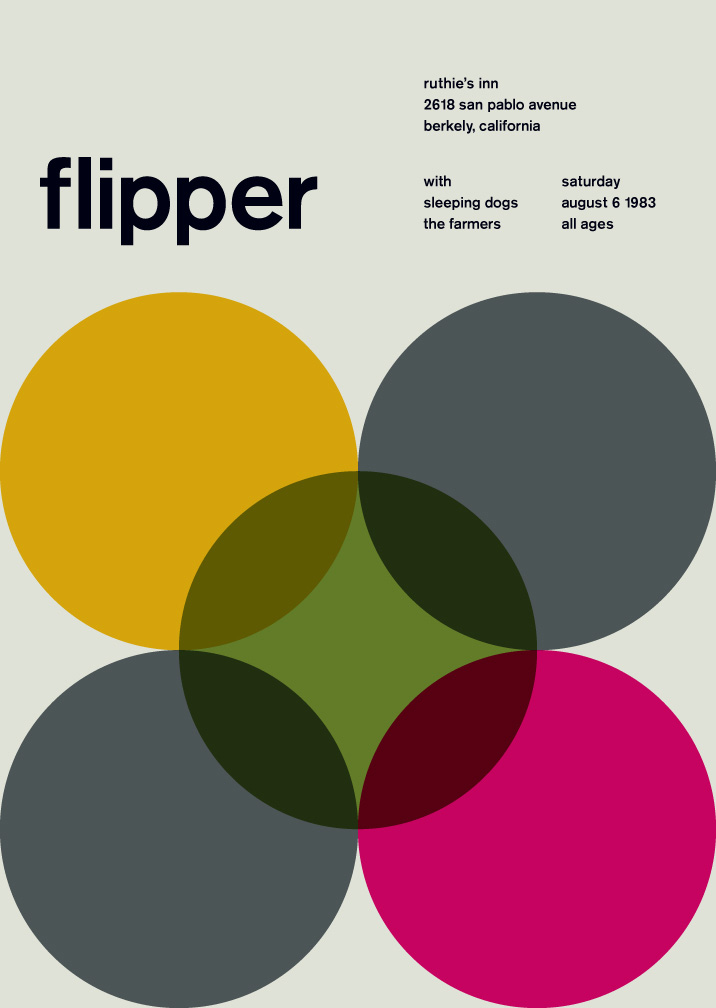 ruthie’s inn
2618 san pablo avenue
berkely, california
flipper
with
sleeping dogs
the farmers
saturday
august 6 1983
all ages